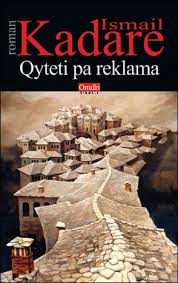 roman
Ismail
Kadare
Qyteti pa reklama
Onufri